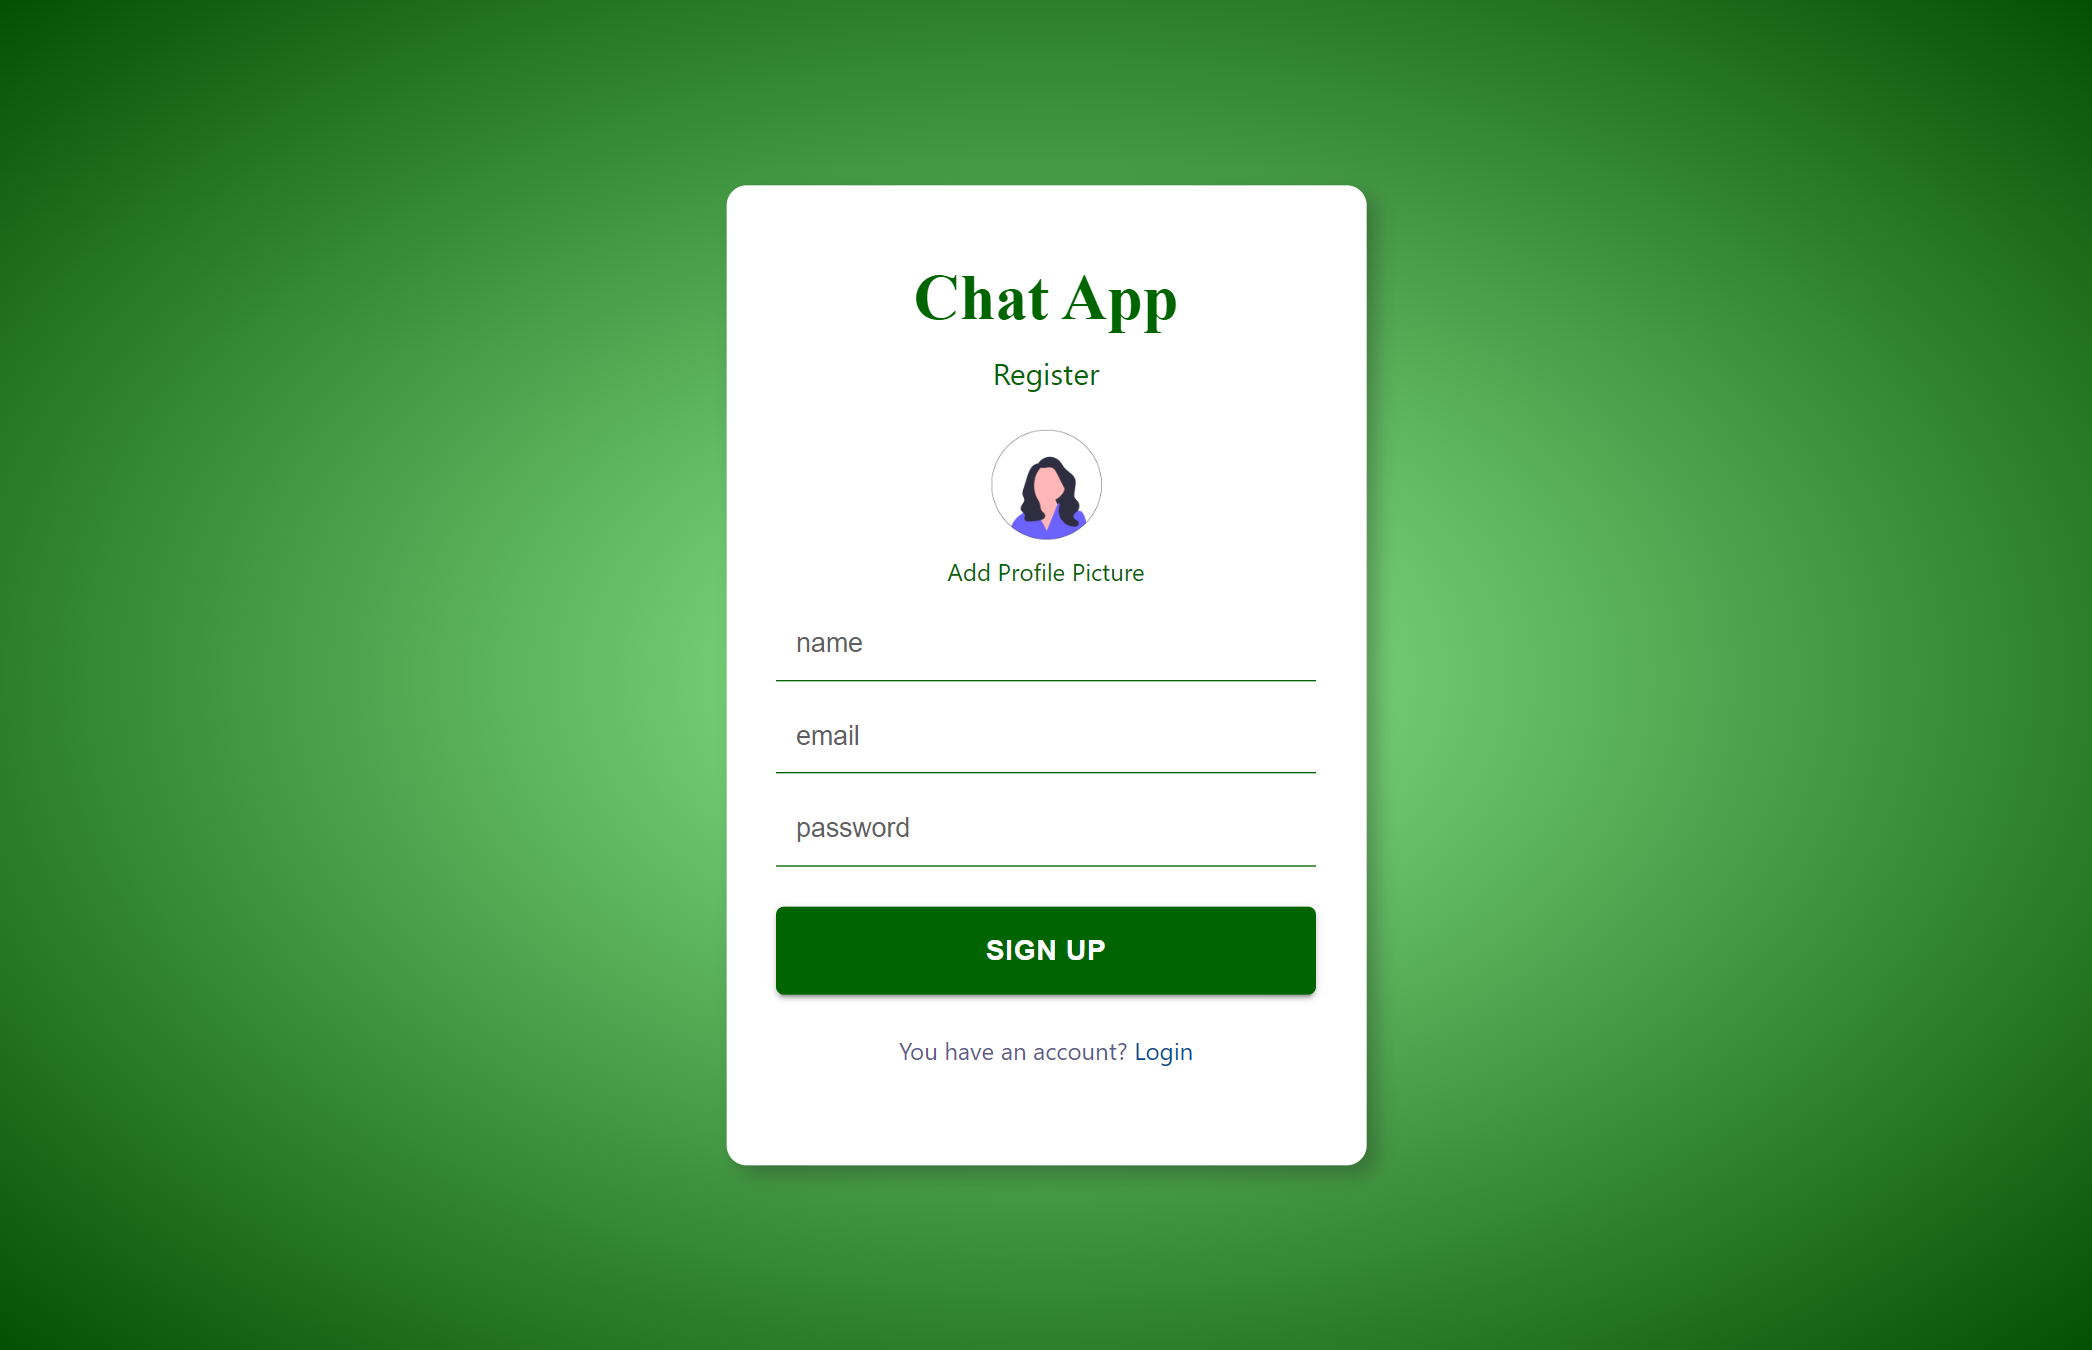 Chat App
Register
Add Profile Picture
name
email
password
SIGN UP
You have an account? Login